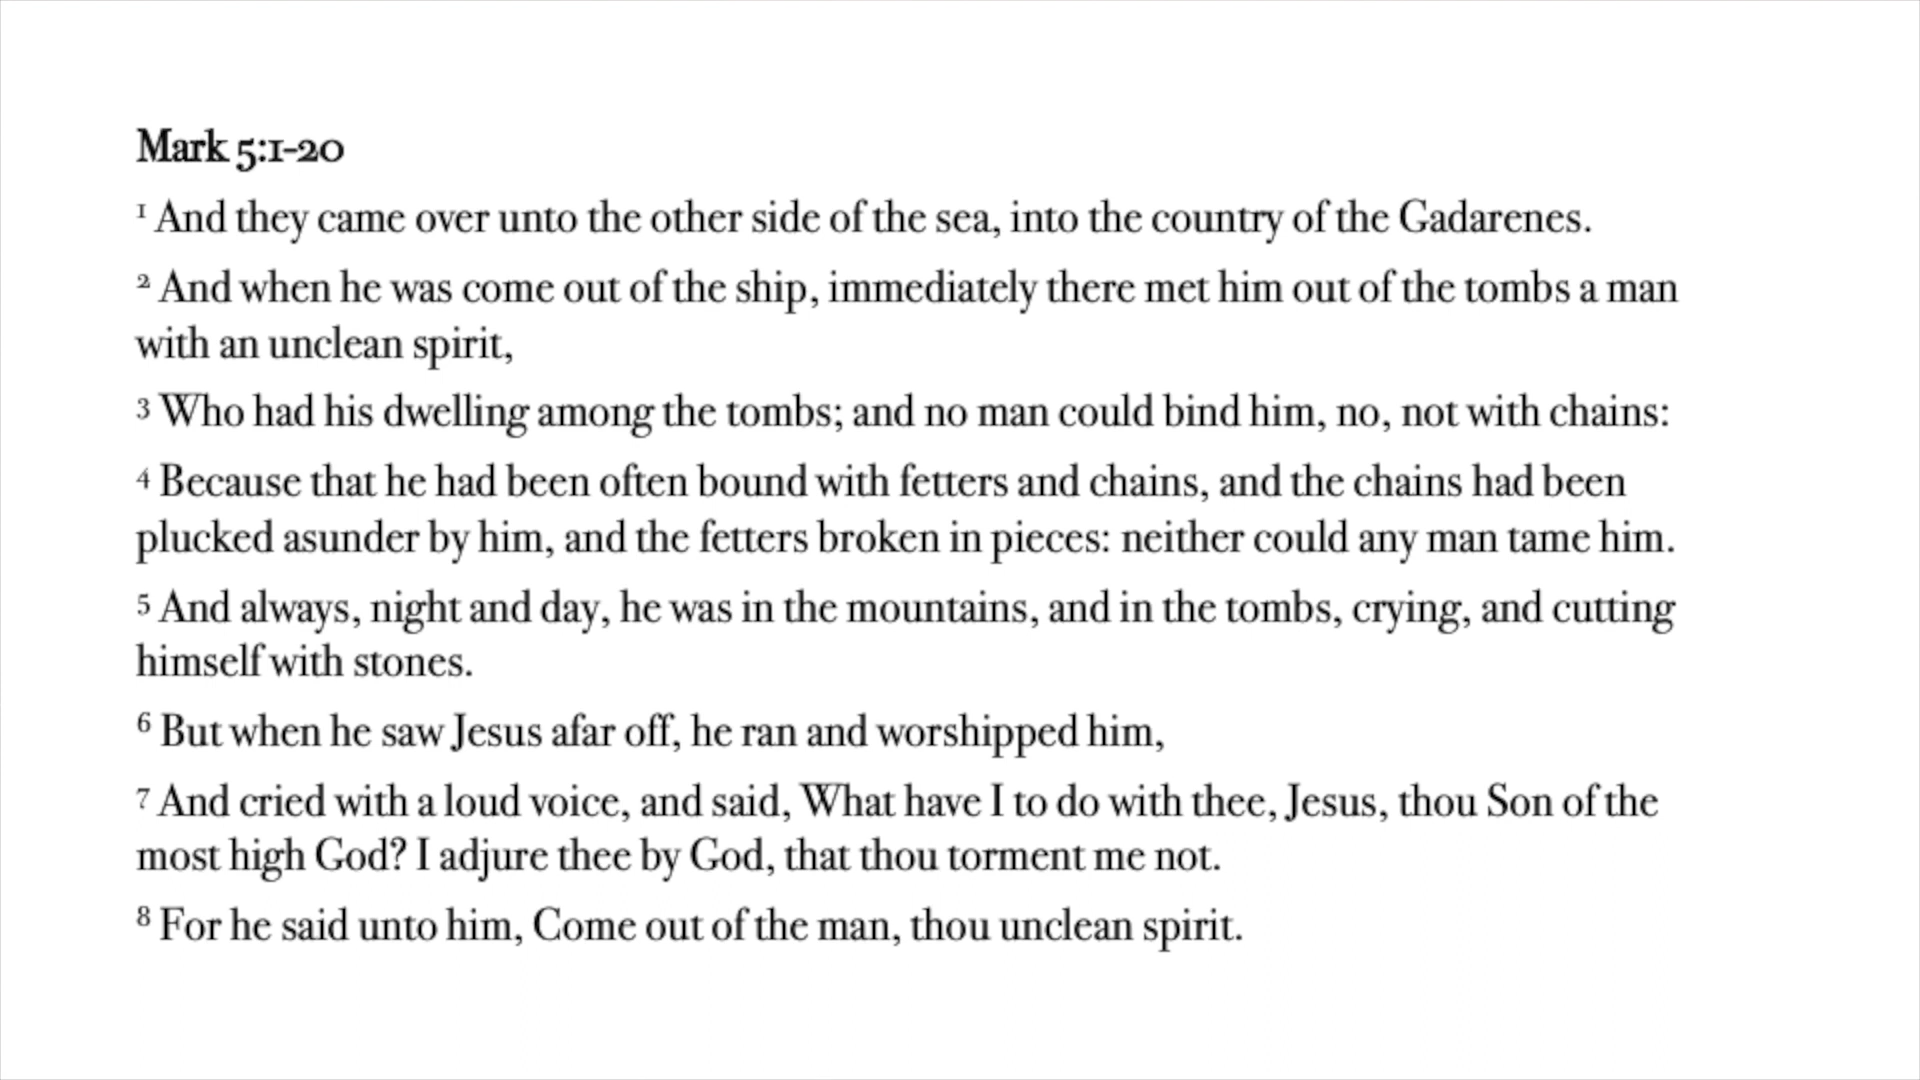 Mark 5:1-20
1 And they came over unto the other side of the sea, into the country of the Gadarenes.
2 And when he was come out of the ship, immediately there met him out of the tombs a man
with an unclean spirit,
3 Who had his dwelling among the tombs; and no man could bind him, no, not with chains:
4 Because that he had been often bound with fetters and chains, and the chains had been
plucked asunder by him, and the fetters broken in pieces: neither could any man tame him.
5 And always, night and day, he was in the mountains, and in the tombs, crying, and cutting
himself with stones.
6 But when he saw Jesus afar off, he ran and worshipped him,
7 And cried with a loud voice, and said, What have I to do with thee, Jesus, thou Son of the
most high God? I adjure thee by God, that thou torment me not.
8 For he said unto him, Come out of the man, thou unclean spirit.